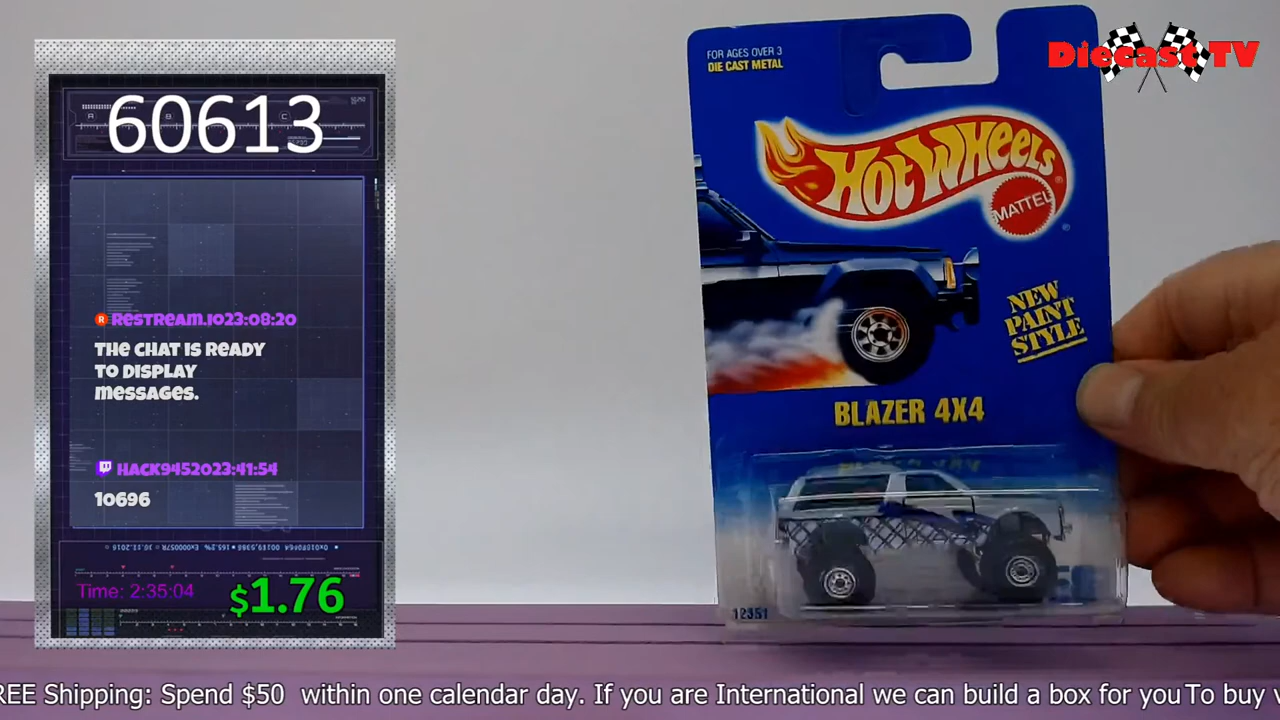 60613
Restream.io23:08:20
The chat is ready
to display
messages.
Hack9452023:41:54
10696
Time: 2:35:04
$1.76
FOR AGES OVER 3
DIE CAST METAL
Diecast TV
HOT WHEELS
MATTEL
NEW
PAINT
STYLE
BLAZER 4X4
12351
REE Shipping: Spend $50 within one calendar day. If you are International we can build a box for you To buy